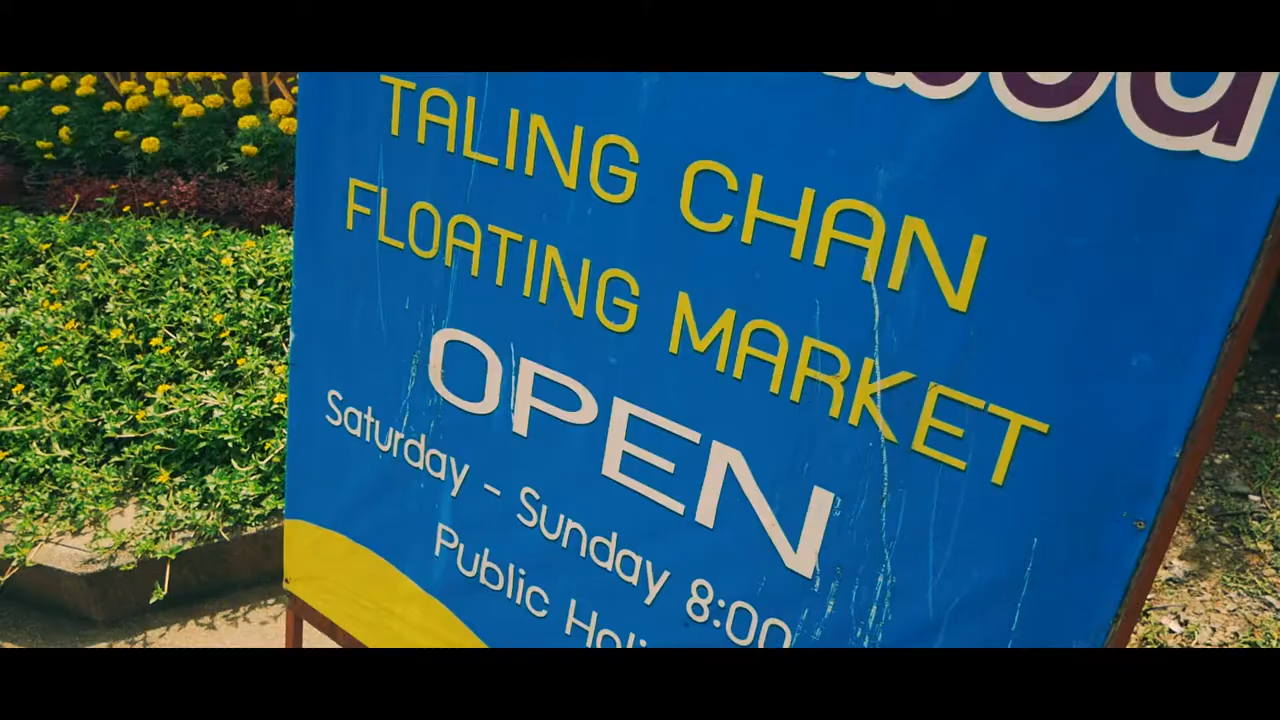 TALING CHAN
FLOATING MARKET
OPEN
Saturday - Sunday 8:00
Public